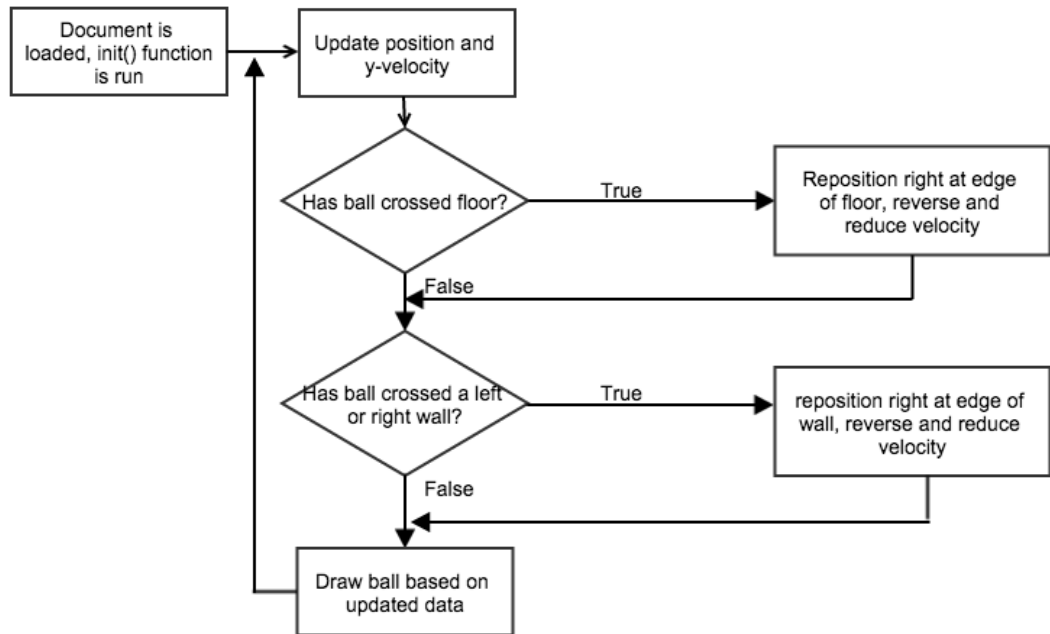 Document is
loaded, init() function
is run
Update position and
y-velocity
Has ball crossed floor?
True
Reposition right at edge
of floor, reverse and
reduce velocity
False
Has ball crossed a left
or right wall?
True
reposition right at edge of
wall, reverse and reduce
velocity
False
Draw ball based on
updated data